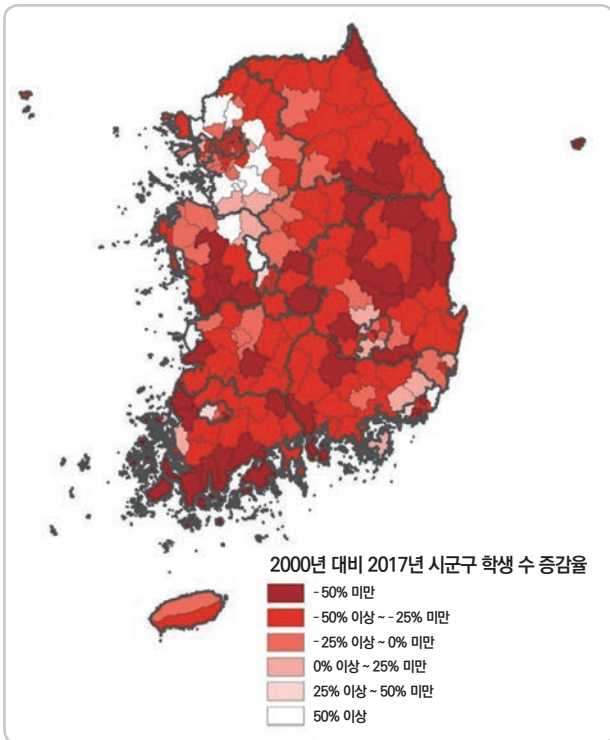 2000년 대비 2017년 시군구 학생 수 증감율
- 50% 미만
- 50% 이상 ~ - 25% 미만
- 25% 이상 ~ 0% 미만
0% 이상 ~ 25% 미만
25% 이상 ~ 50% 미만
50% 이상